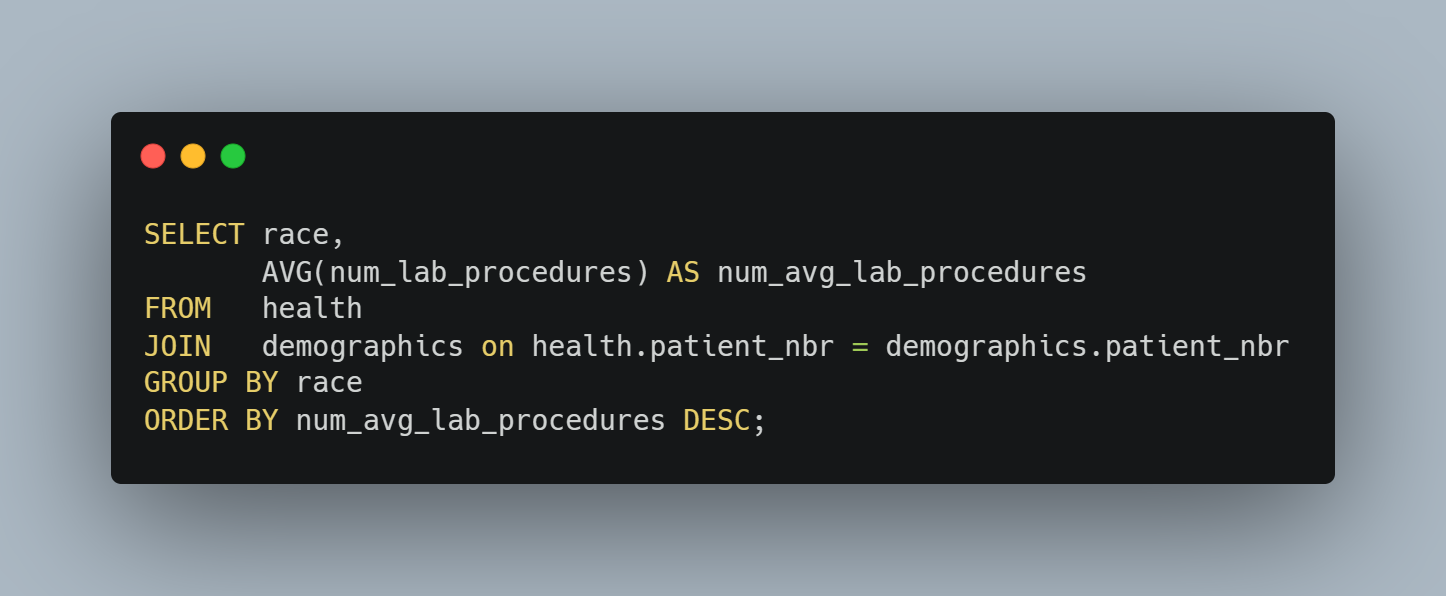 SELECT race,
       AVG(num_lab_procedures) AS num_avg_lab_procedures
FROM   health
JOIN   demographics on health.patient_nbr = demographics.patient_nbr
GROUP BY race
ORDER BY num_avg_lab_procedures DESC;